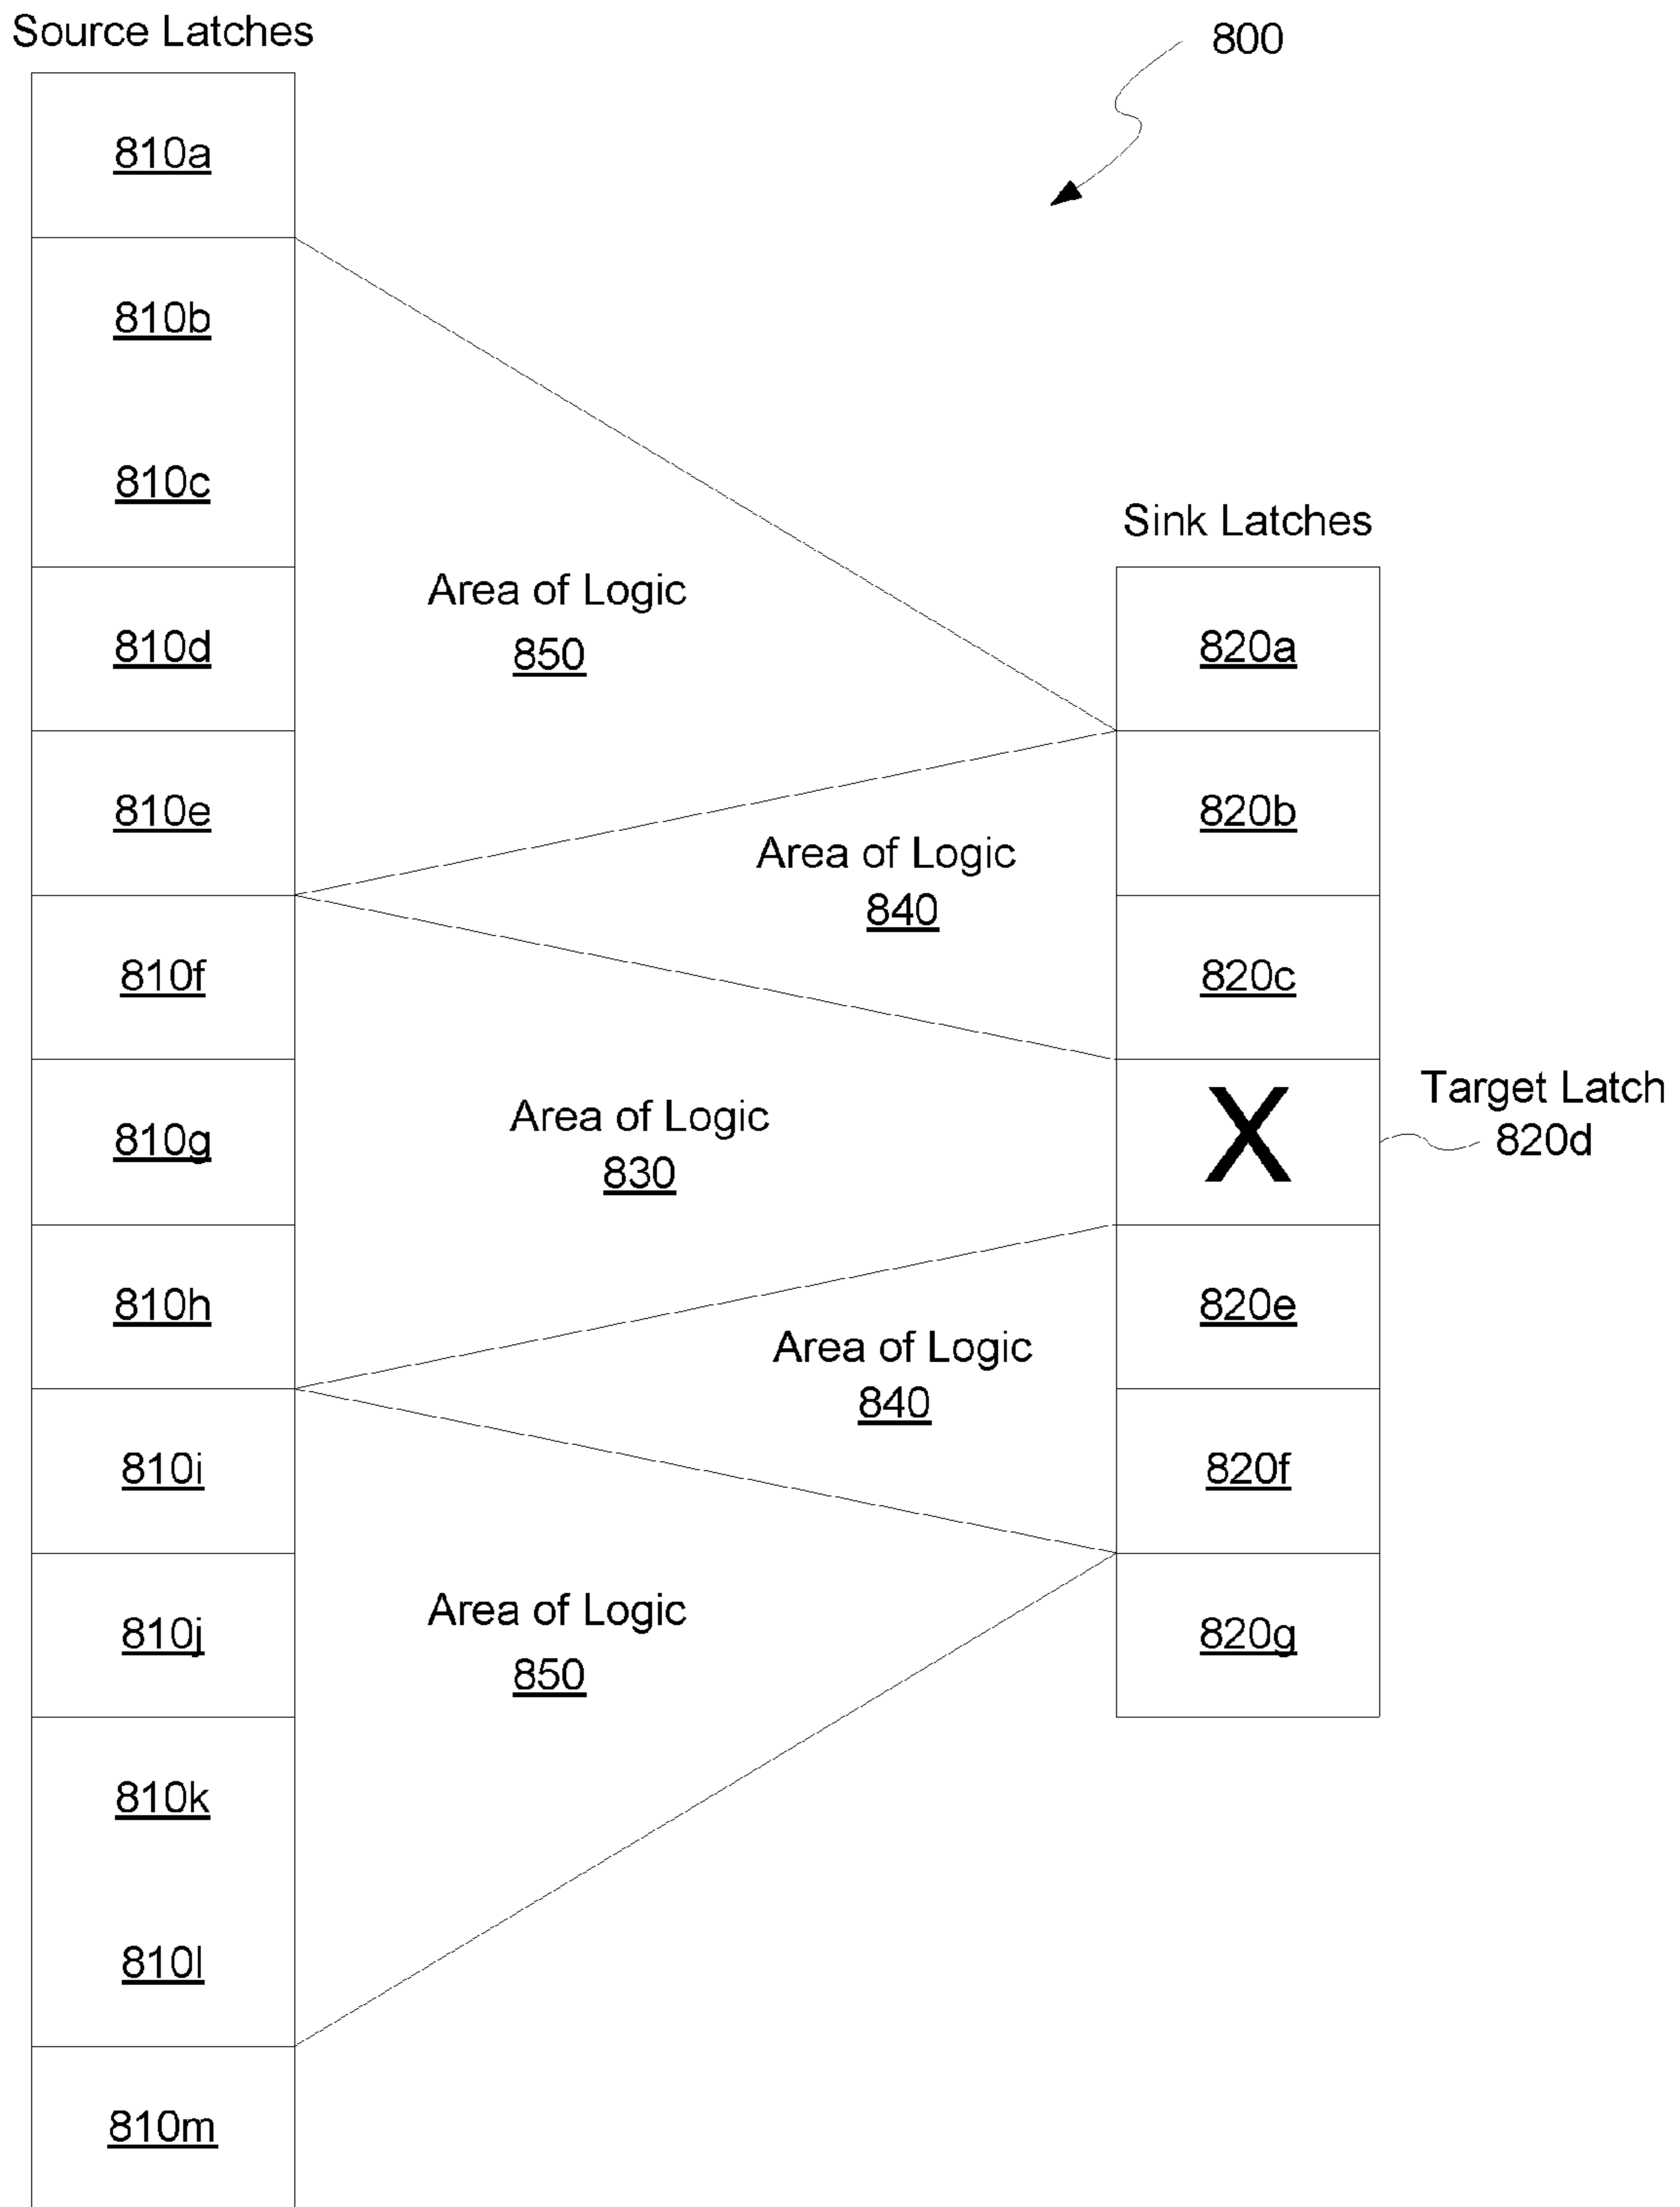 Source Latches
800
810a
810b
810c
Sink Latches
Area of Logic
850
810d
820a
810e
820b
Area of Logic
840
810f
820c
Area of Logic
830
810g
X
Target Latch
820d
810h
820e
Area of Logic
840
810i
820f
Area of Logic
850
810j
820g
810k
810l
810m